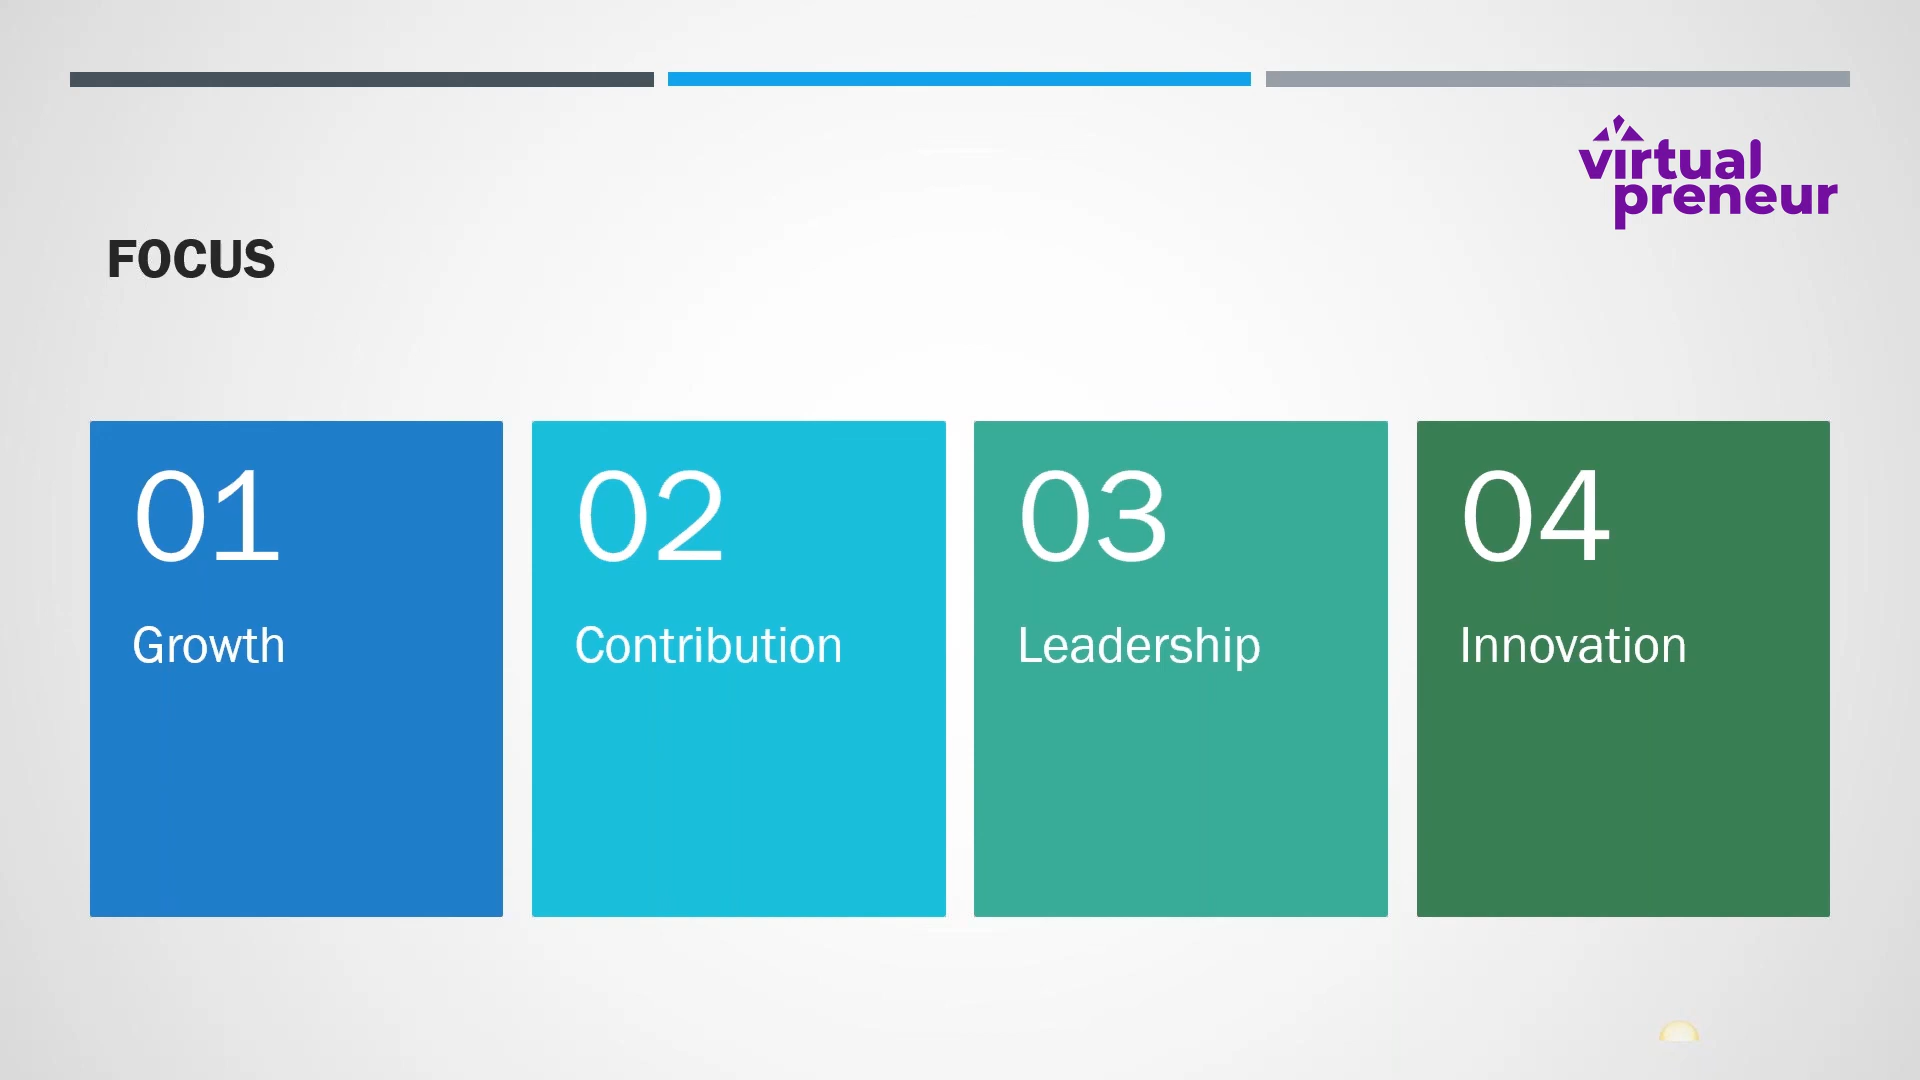 virtual
preneur
FOCUS
01
Growth
02
Contribution
03
Leadership
04
Innovation